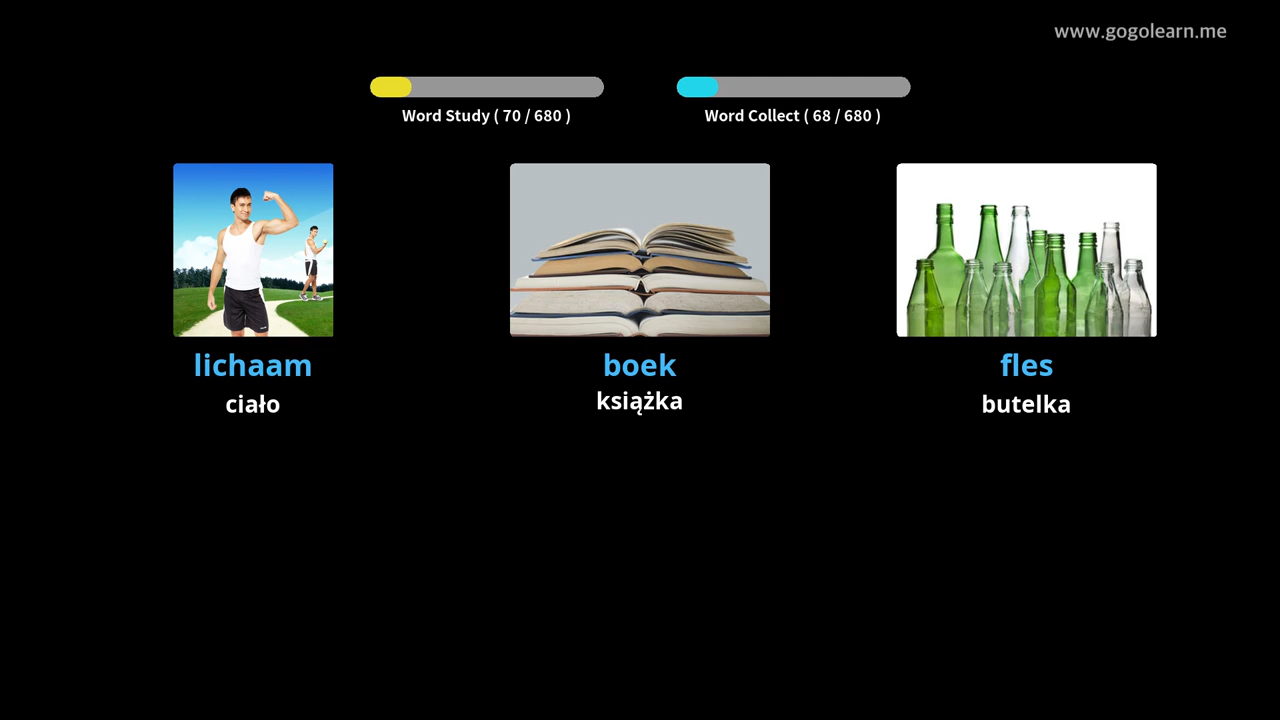 www.gogolearn.me
Word Study ( 70 / 680 )
Word Collect ( 68 / 680 )
lichaam
ciało
boek
książka
fles
butelka